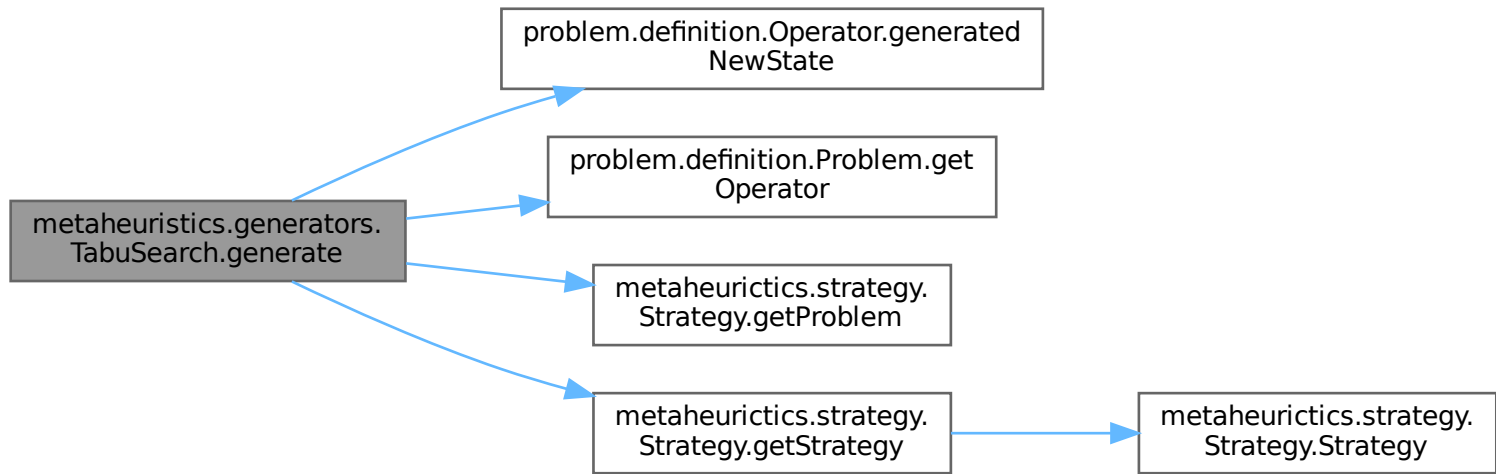 problem.definition.Operator.generated
NewState
problem.definition.Problem.get
Operator
metaheuristics.generators.
TabuSearch.generate
metaheurictics.strategy.
Strategy.getProblem
metaheurictics.strategy.
Strategy.getStrategy
metaheurictics.strategy.
Strategy.Strategy